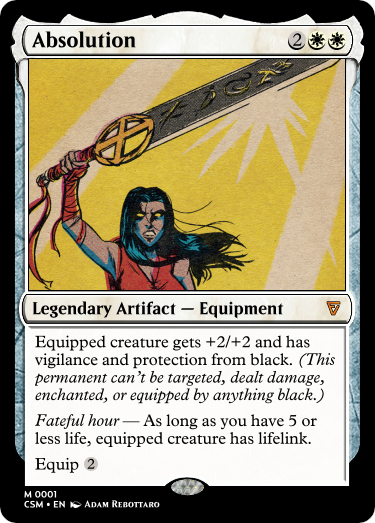 Absolution 2
Legendary Artifact — Equipment
Equipped creature gets +2/+2 and has
vigilance and protection from black. (This
permanent can't be targeted, dealt damage,
enchanted, or equipped by anything black.)
Fateful hour — As long as you have 5 or
less life, equipped creature has lifelink.
Equip 2
M 0001
CSM • EN Adam Rebottaro